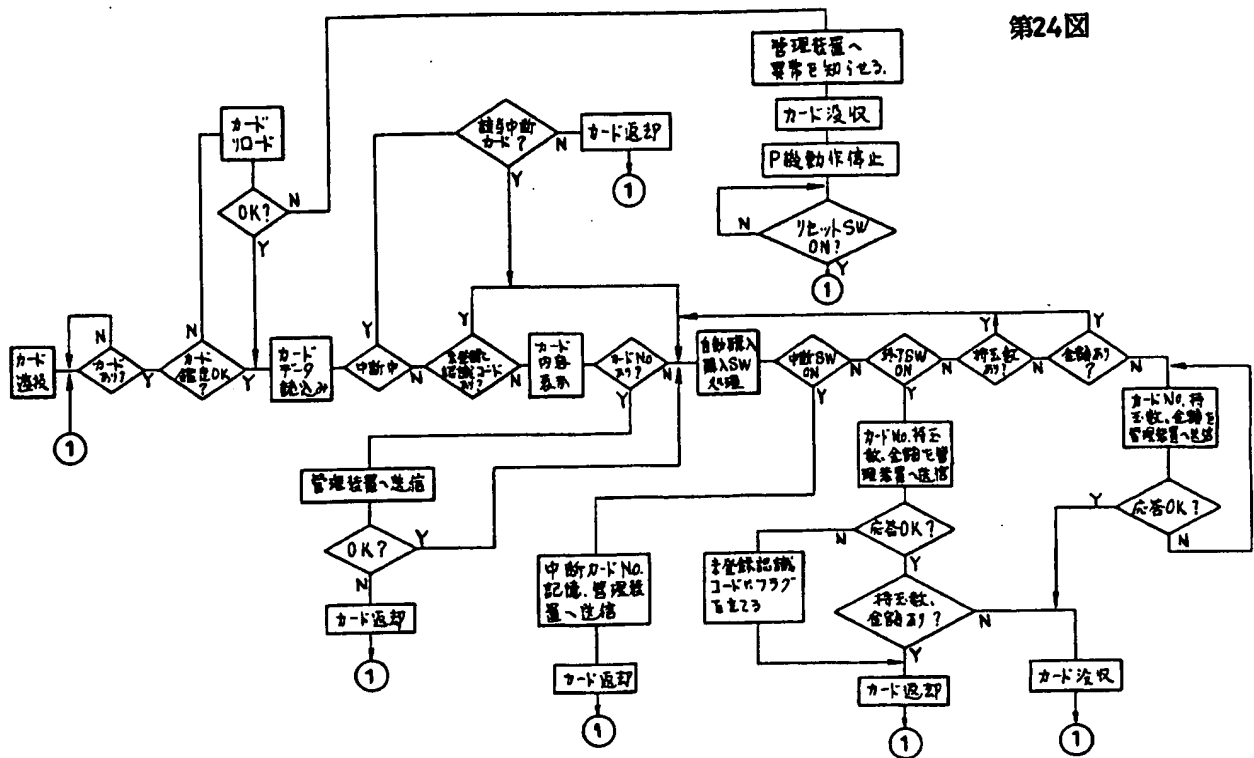 第24図
管理装置へ
異常を知らせる.
カード没収
P機動作停止
リセットSW
ON?
N
Y
1
カード
リロード
OK?
N
Y
該当中断
カード?
N
Y
カード返却
1
カード
カード
あり?
N
Y
1
カード
鑑定OK
?
N
Y
カード
データ
読込み
中断中
Y
N
未登録
認識コード
あり?
Y
N
カード
内容
表示
カードNo
あり?
N
Y
自動購入
購入SW
処理
中断SW
ON
N
Y
終了SW
ON
N
Y
持玉数
あり?
Y
N
金額あり
?
Y
N
カードNo.持
玉数、金額を
管理装置へ送信
応答OK?
Y
N
カードNo.持玉
数、金額を管
理装置へ送信
応答OK?
N
Y
未登録認識
コードにフラグ
を立てる
持玉数、
金額あり?
N
Y
カード返却
1
カード没収
1
管理装置へ送信
OK?
Y
N
カード返却
1
中断カードNo.
記憶、管理装
置へ送信
カード返却
1